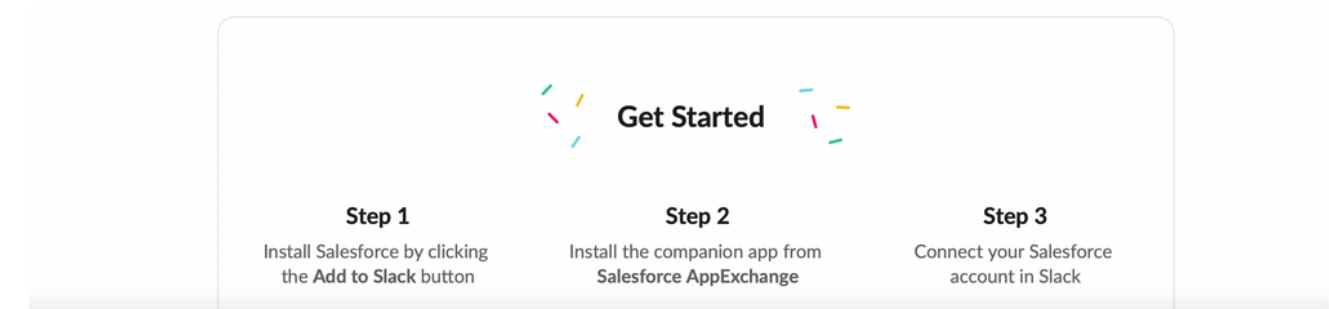 Get Started
Step 1
Install Salesforce by clicking
the Add to Slack button
Step 2
Install the companion app from
Salesforce AppExchange
Step 3
Connect your Salesforce
account in Slack